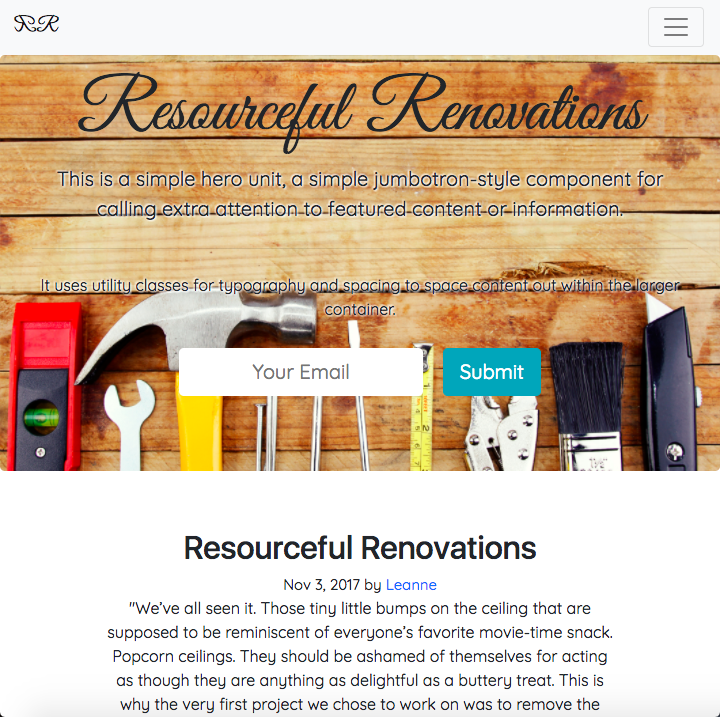 RR
Resourceful Renovations
This is a simple hero unit, a simple jumbotron-style component for
calling extra attention to featured content or information.
It uses utility classes for typography and spacing to space content out within the larger
container.
Your Email
Submit
Resourceful Renovations
Nov 3, 2017 by Leanne
"We’ve all seen it. Those tiny little bumps on the ceiling that are
supposed to be reminiscent of everyone’s favorite movie-time snack.
Popcorn ceilings. They should be ashamed of themselves for acting
as though they are anything as delightful as a buttery treat. This is
why the very first project we chose to work on was to remove the